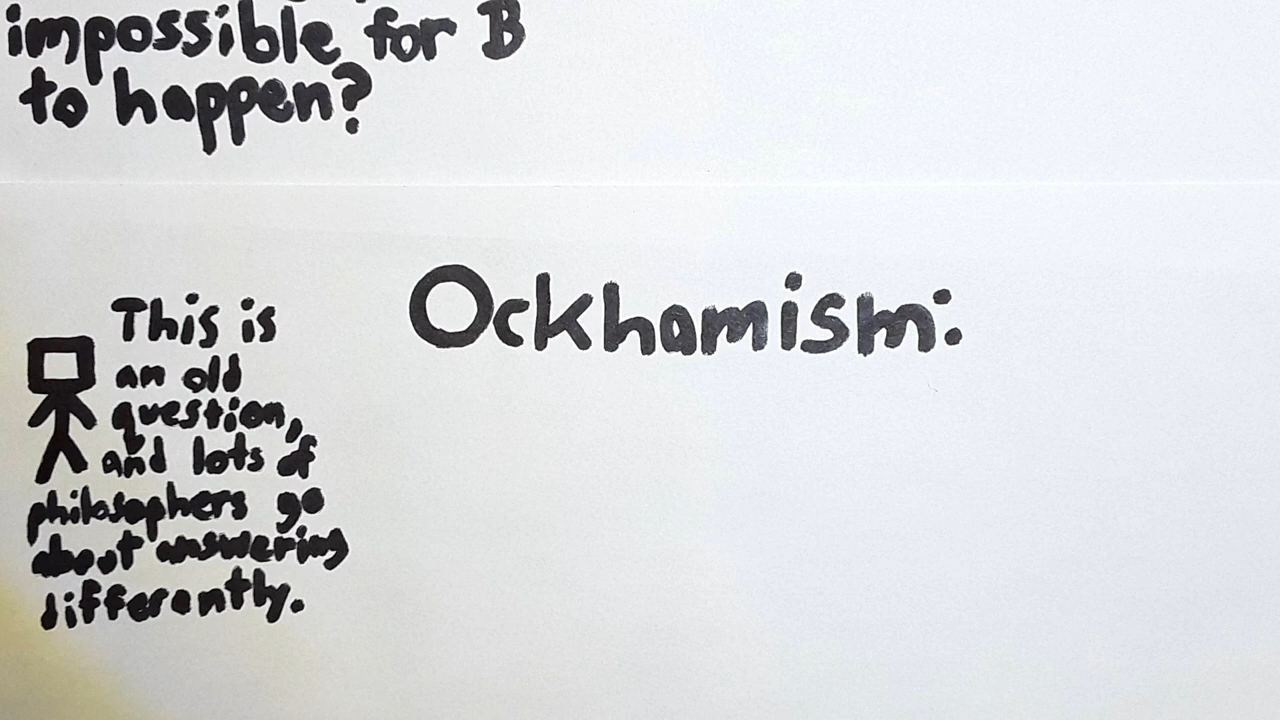 impossible for B
to happen?
Ockhamism:
This is
an old
question,
and lots of
philosophers go
about answering
differently.